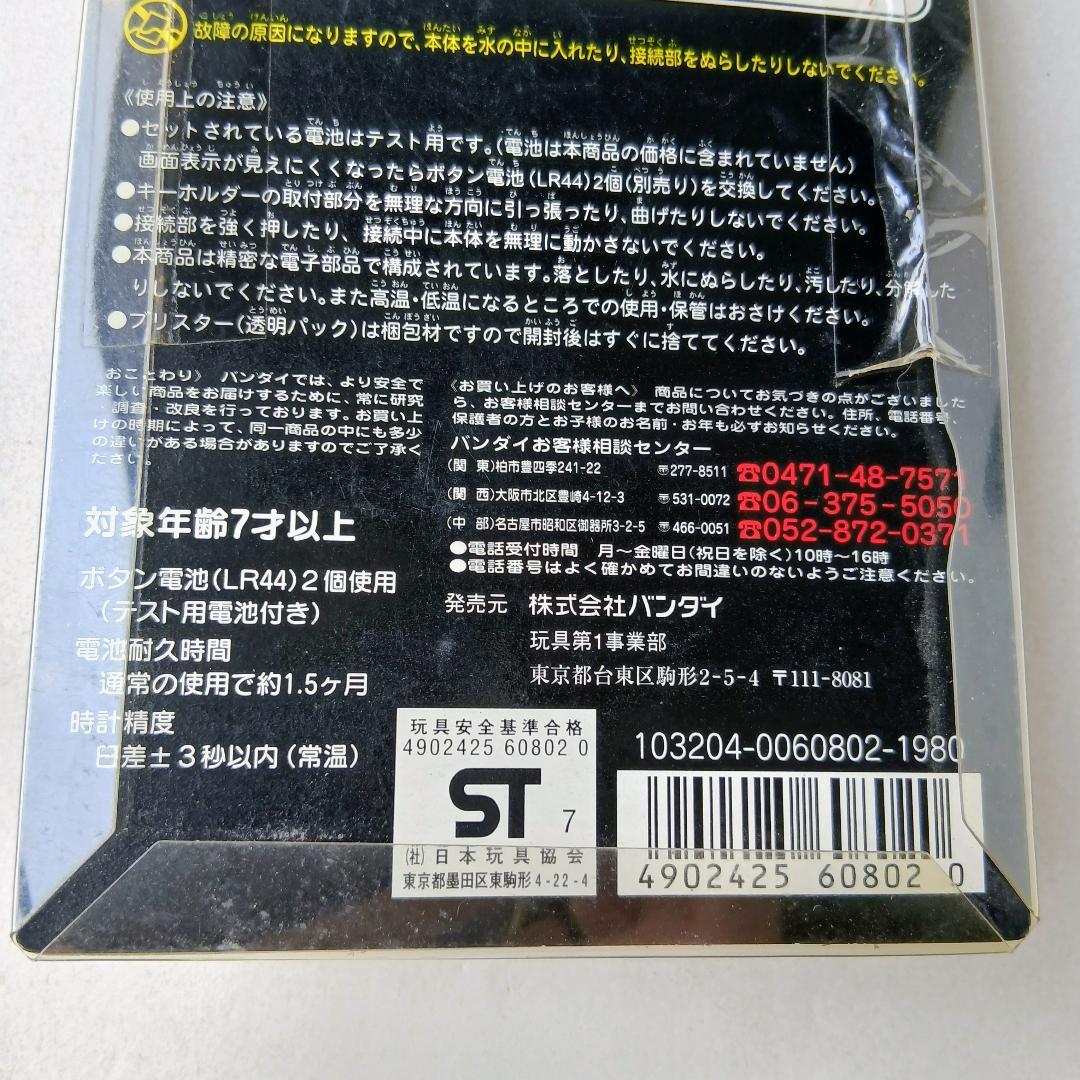 故障の原因になりますので、本体を水の中に入れたり、接続部をぬらしたりしないでください。
《使用上の注意》
●セットされている電池はテスト用です。(電池は本商品の価格に含まれていません)
画面表示が見えにくくなったらボタン電池(LR44)2個(別売り)を交換してください。
●キーホルダーの取付部分を無理な方向に引っ張ったり、曲げたりしないでください。
●接続部を強く押したり、接続中に本体を無理に動かさないでください。
●本商品は精密な電子部品で構成されています。落としたり、水にぬらしたり、汚したり、分解した
りしないでください。また高温・低温になるところでの使用・保管はおさけください。
●ブリスター(透明パック)は梱包材ですので開封後はすぐに捨ててください。
おことわり》 バンダイでは、より安全で
楽しい商品をお届けするために、常に研究
・調査・改良を行っております。お買い上
けの時期によって、同一商品の中にも多少
の違いがある場合がありますのでご了承く
ださい。
《お買い上げのお客様へ》 商品についてお気づきの点がございました
ら、お客様相談センターまでお問い合わせください。住所、電話番号、
保護者の方とお子様のお名前・お年も必ずお知らせください。
バンダイお客様相談センター
(関 東)柏市豊四季241-22 〒277-8511 ☎0471-48-7571
(関 西)大阪市北区豊崎4-12-3 〒531-0072 ☎06-375-5050
(中 部)名古屋市昭和区御器所3-2-5 〒466-0051 ☎052-872-0371
●電話受付時間 月～金曜日(祝日を除く)10時～16時
●電話番号はよく確かめてお間違いのないようご注意ください。
対象年齢7才以上
ボタン電池(LR44)2個使用
(テスト用電池付き)
電池耐久時間
通常の使用で約1.5ヶ月
時計精度
日差±3秒以内(常温)
発売元 株式会社バンダイ
玩具第1事業部
東京都台東区駒形2-5-4 〒111-8081
玩具安全基準合格
4902425 60802 0
ST 7
(社)日本玩具協会
東京都墨田区東駒形4-22-4
103204-0060802-1980
4902425 60802 0